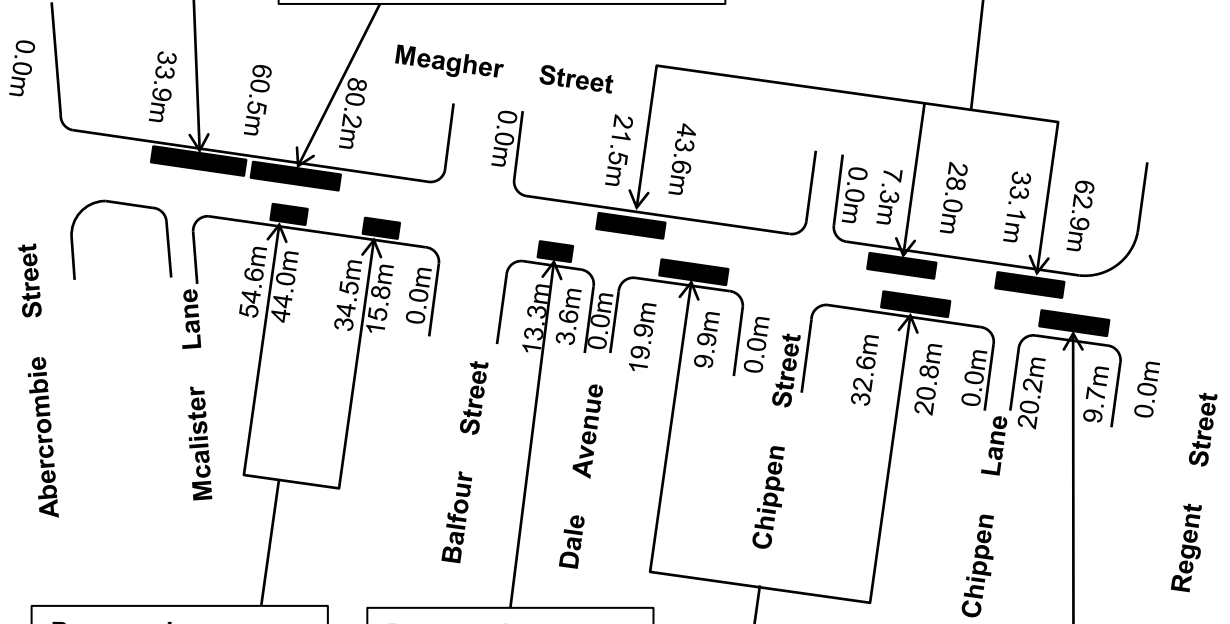 Meagher Street
0.0m
33.9m
60.5m
80.2m
0.0m
21.5m
43.6m
0.0m
7.3m
28.0m
33.1m
62.9m
54.6m
44.0m
34.5m
15.8m
0.0m
13.3m
3.6m
0.0m
19.9m
9.9m
0.0m
32.6m
20.8m
0.0m
20.2m
9.7m
0.0m
Abercrombie Street
Mcalister Lane
Balfour Street
Dale Avenue
Chippen Street
Chippen Lane
Regent Street